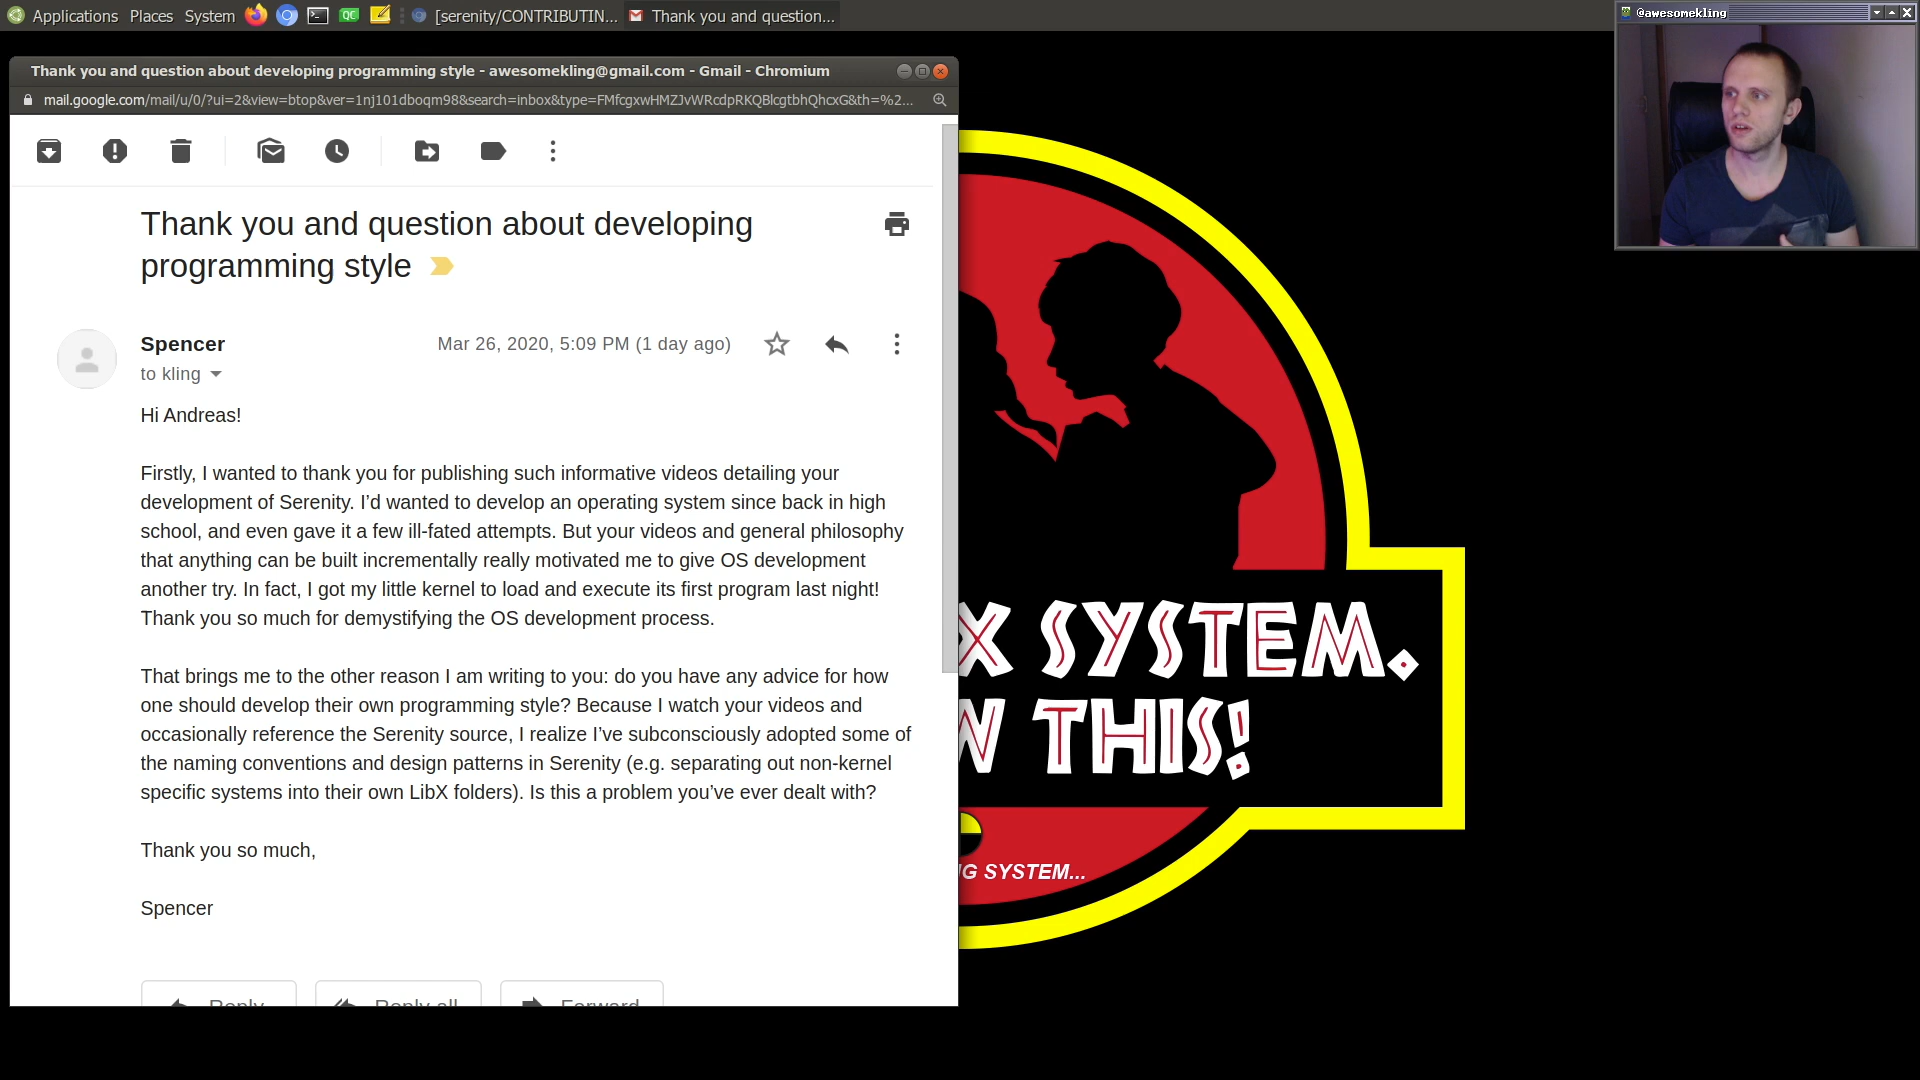 Applications Places System
[serenity/CONTRIBUTIN...
Thank you and question...
@awesomekling
Thank you and question about developing programming style - awesomekling@gmail.com - Gmail - Chromium
mail.google.com/mail/u/0/?ui=2&view=btop&ver=1nj101dboqm98&search=inbox&type=FMfcgxwHMZJvWRcdpRKQBlcgtbhQhcxG&th=%2...
Thank you and question about developing
programming style
Spencer
Mar 26, 2020, 5:09 PM (1 day ago)
to kling
Hi Andreas!
Firstly, I wanted to thank you for publishing such informative videos detailing your
development of Serenity. I’d wanted to develop an operating system since back in high
school, and even gave it a few ill-fated attempts. But your videos and general philosophy
that anything can be built incrementally really motivated me to give OS development
another try. In fact, I got my little kernel to load and execute its first program last night!
Thank you so much for demystifying the OS development process.
That brings me to the other reason I am writing to you: do you have any advice for how
one should develop their own programming style? Because I watch your videos and
occasionally reference the Serenity source, I realize I’ve subconsciously adopted some of
the naming conventions and design patterns in Serenity (e.g. separating out non-kernel
specific systems into their own LibX folders). Is this a problem you’ve ever dealt with?
Thank you so much,
Spencer
Reply
Reply all
Forward
X SYSTEM.
W THIS!
G SYSTEM...
QC